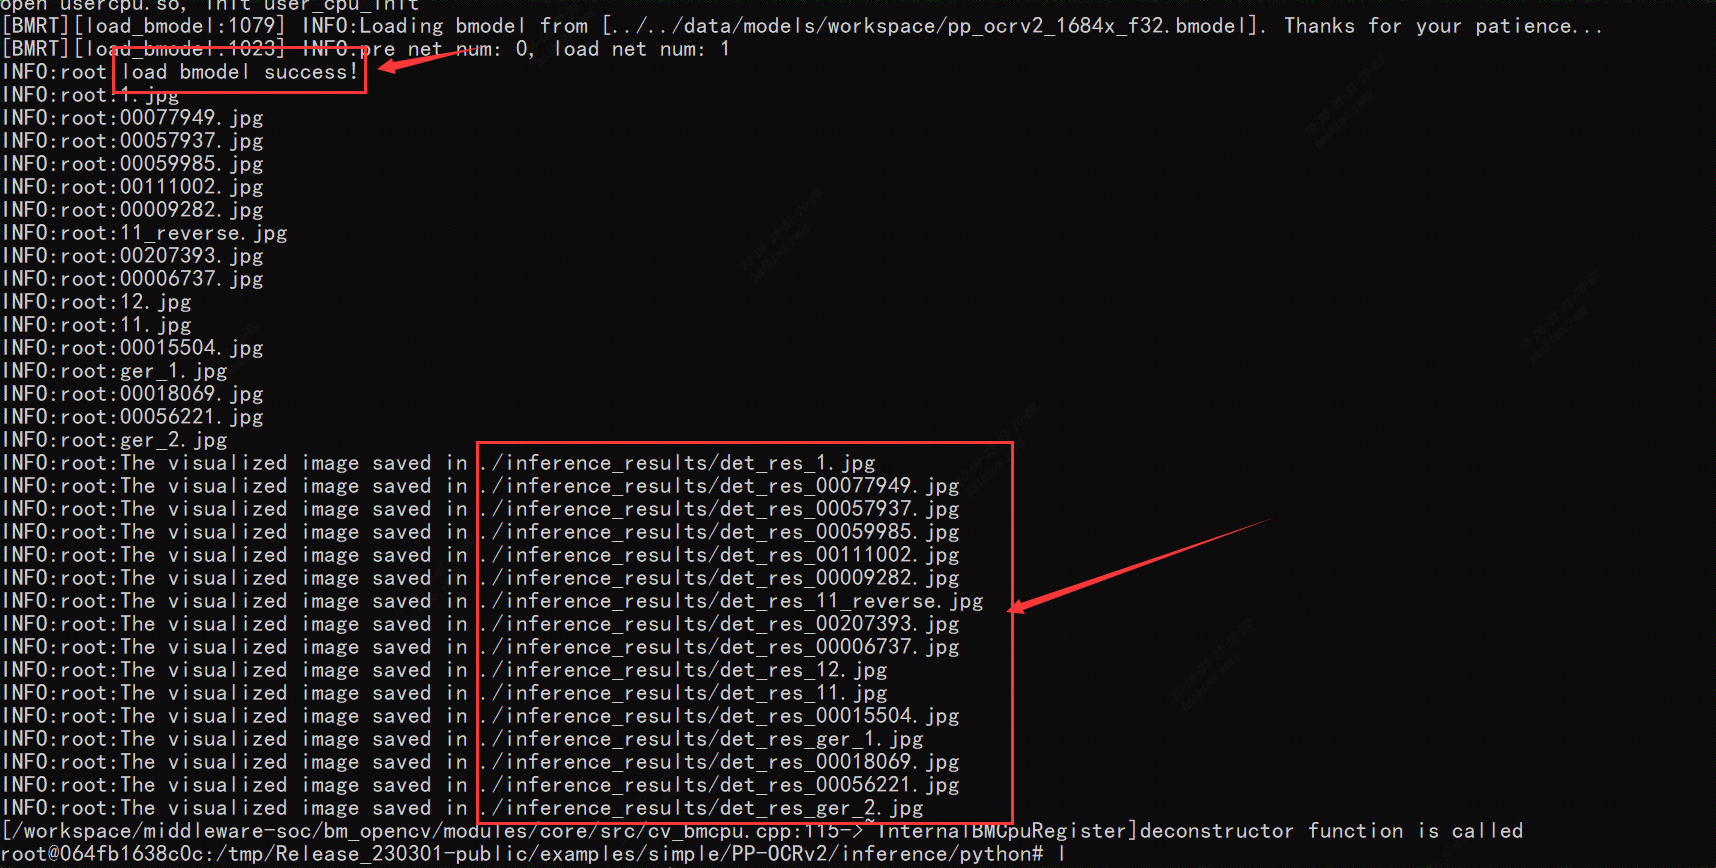 open usercpu.so, init user_cpu_init
[BMRT][load_bmodel:1079] INFO:Loading bmodel from [../../data/models/workspace/pp_ocrv2_1684x_f32.bmodel]. Thanks for your patience...
[BMRT][load_bmodel:1023] INFO:pre net num: 0, load net num: 1
INFO:root:load bmodel success!
INFO:root:1.jpg
INFO:root:00077949.jpg
INFO:root:00057937.jpg
INFO:root:00059985.jpg
INFO:root:00111002.jpg
INFO:root:00009282.jpg
INFO:root:11_reverse.jpg
INFO:root:00207393.jpg
INFO:root:00006737.jpg
INFO:root:12.jpg
INFO:root:11.jpg
INFO:root:00015504.jpg
INFO:root:ger_1.jpg
INFO:root:00018069.jpg
INFO:root:00056221.jpg
INFO:root:ger_2.jpg
INFO:root:The visualized image saved in ./inference_results/det_res_1.jpg
INFO:root:The visualized image saved in ./inference_results/det_res_00077949.jpg
INFO:root:The visualized image saved in ./inference_results/det_res_00057937.jpg
INFO:root:The visualized image saved in ./inference_results/det_res_00059985.jpg
INFO:root:The visualized image saved in ./inference_results/det_res_00111002.jpg
INFO:root:The visualized image saved in ./inference_results/det_res_00009282.jpg
INFO:root:The visualized image saved in ./inference_results/det_res_11_reverse.jpg
INFO:root:The visualized image saved in ./inference_results/det_res_00207393.jpg
INFO:root:The visualized image saved in ./inference_results/det_res_00006737.jpg
INFO:root:The visualized image saved in ./inference_results/det_res_12.jpg
INFO:root:The visualized image saved in ./inference_results/det_res_11.jpg
INFO:root:The visualized image saved in ./inference_results/det_res_00015504.jpg
INFO:root:The visualized image saved in ./inference_results/det_res_ger_1.jpg
INFO:root:The visualized image saved in ./inference_results/det_res_00018069.jpg
INFO:root:The visualized image saved in ./inference_results/det_res_00056221.jpg
INFO:root:The visualized image saved in ./inference_results/det_res_ger_2.jpg
[/workspace/middleware-soc/bm_opencv/modules/core/src/cv_bmcpu.cpp:115-> ~InternalBMCpuRegister]deconstructor function is called
root@064fb1638c0c:/tmp/Release_230301-public/examples/simple/PP-OCRv2/inference/python#